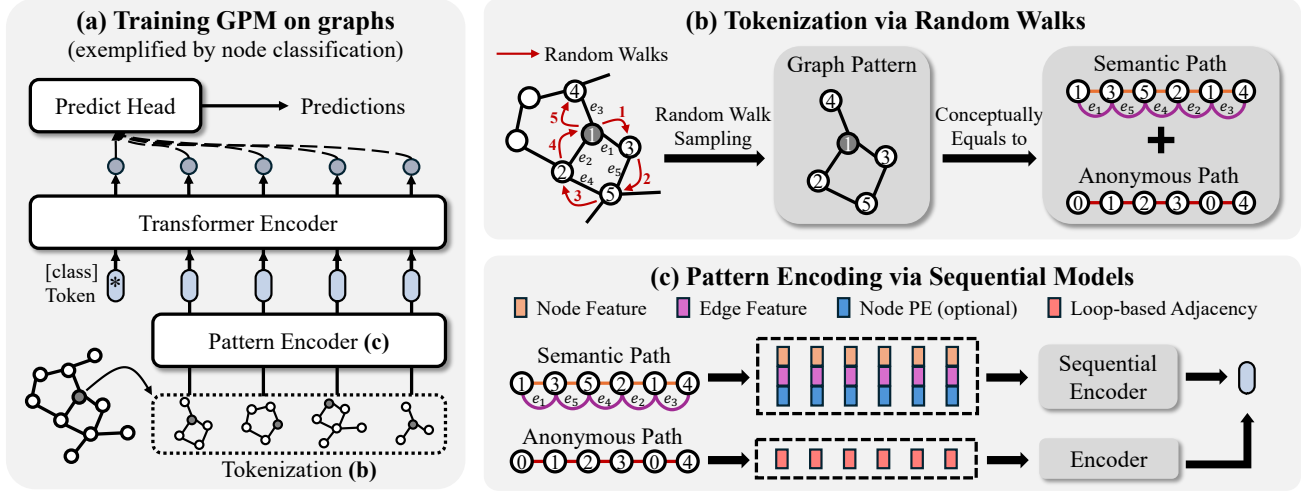 (a) Training GPM on graphs
(exemplified by node classification)
Predict Head
Predictions
Transformer Encoder
[class]
Token
*
Pattern Encoder (c)
Tokenization (b)
(b) Tokenization via Random Walks
Random Walks
4
e3
5
1
1
4
e1
3
e2
2
e5
2
e4
3
5
Random Walk
Sampling
Graph Pattern
4
1
3
2
5
Conceptually
Equals to
Semantic Path
1 3 5 2 1 4
e1 e5 e4 e2 e3
+
Anonymous Path
0 1 2 3 0 4
(c) Pattern Encoding via Sequential Models
Node Feature Edge Feature Node PE (optional) Loop-based Adjacency
Semantic Path
1 3 5 2 1 4
e1 e5 e4 e2 e3
Sequential
Encoder
Anonymous Path
0 1 2 3 0 4
Encoder